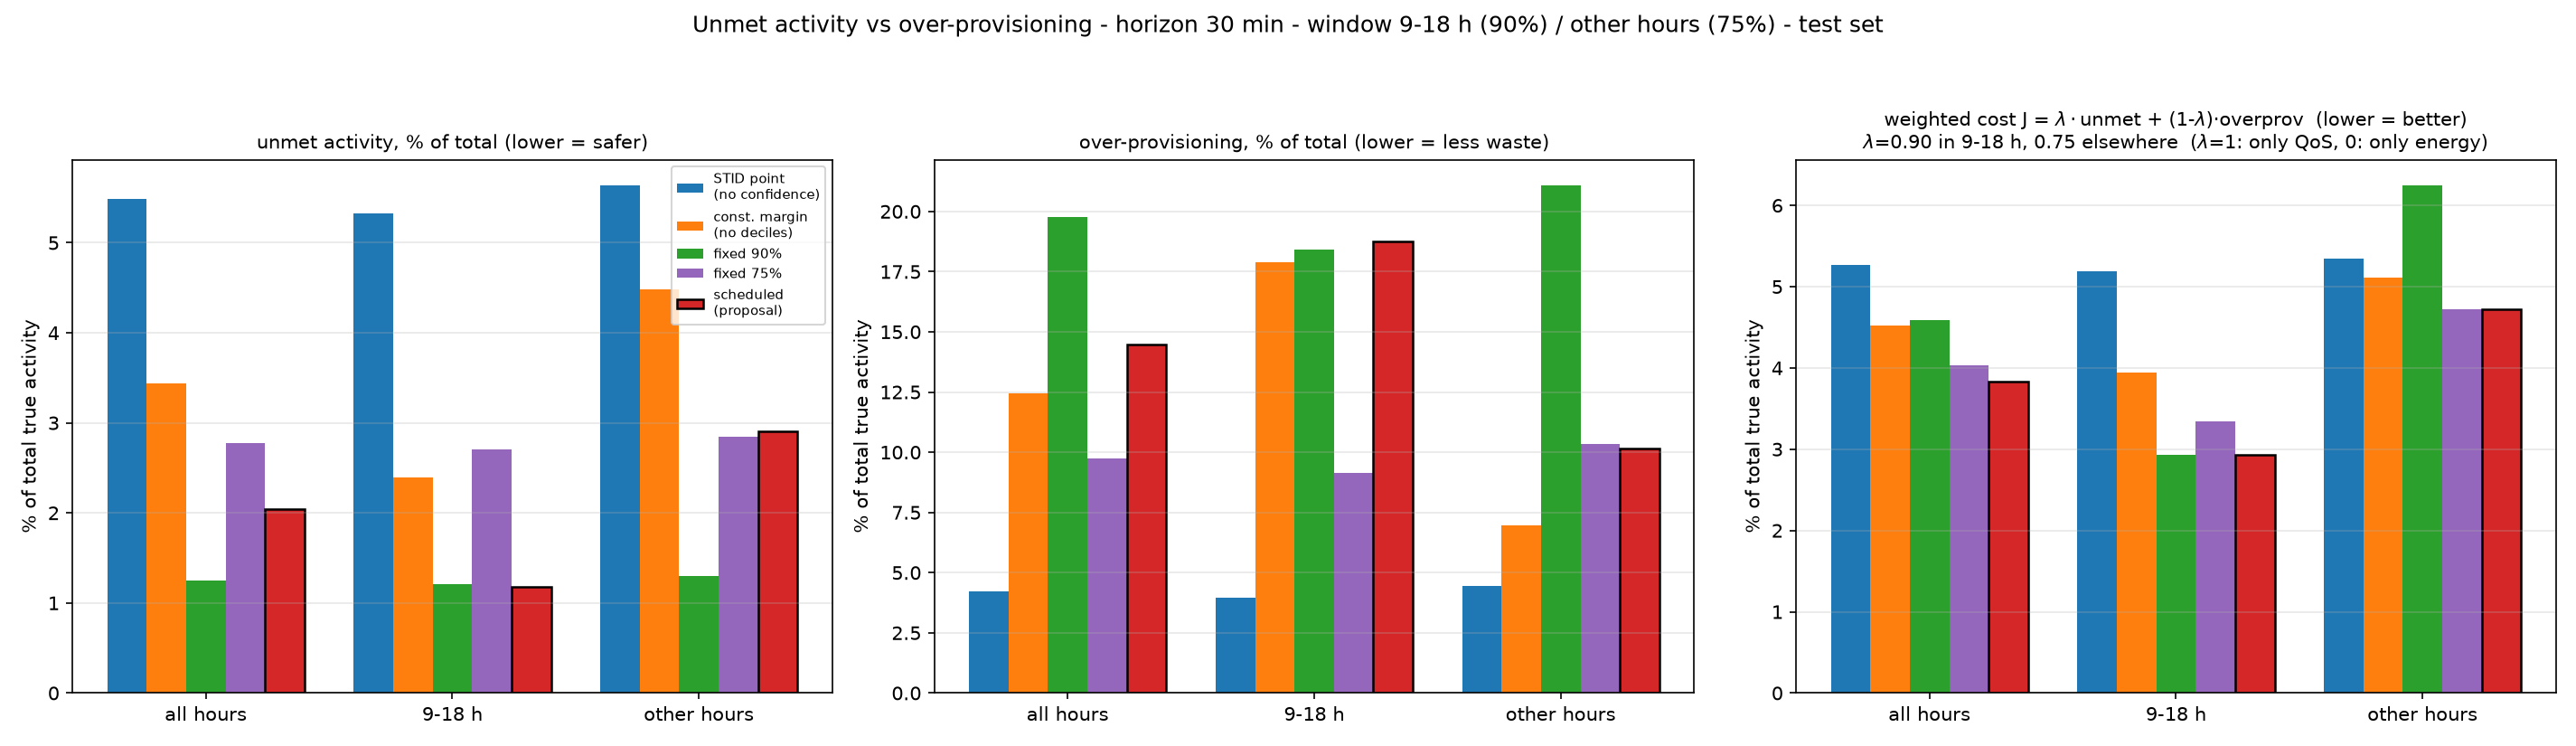 Unmet activity vs over-provisioning - horizon 30 min - window 9-18 h (90%) / other hours (75%) - test set
unmet activity, % of total (lower = safer)
% of total true activity
5
4
3
2
1
0
all hours
9-18 h
other hours
STID point
(no confidence)
const. margin
(no deciles)
fixed 90%
fixed 75%
scheduled
(proposal)
over-provisioning, % of total (lower = less waste)
% of total true activity
20.0
17.5
15.0
12.5
10.0
7.5
5.0
2.5
0.0
all hours
9-18 h
other hours
weighted cost J = λ · unmet + (1-λ)·overprov (lower = better)
λ=0.90 in 9-18 h, 0.75 elsewhere (λ=1: only QoS, 0: only energy)
% of total true activity
6
5
4
3
2
1
0
all hours
9-18 h
other hours